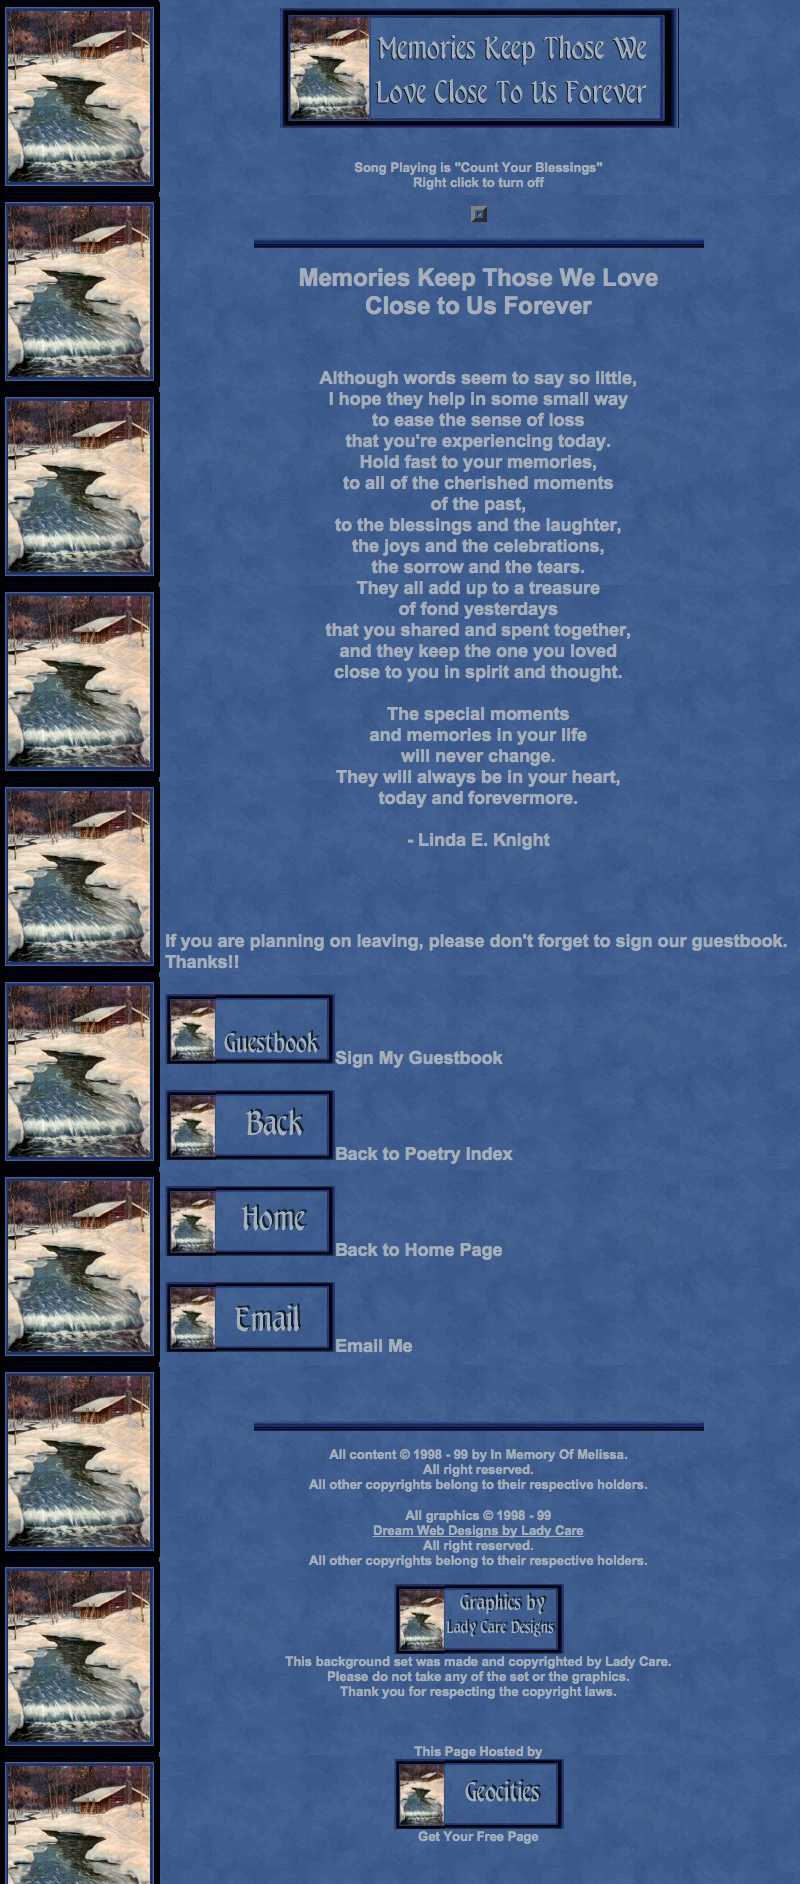 Memories Keep Those We
Love Close To Us Forever
Song Playing is "Count Your Blessings"
Right click to turn off
Memories Keep Those We Love
Close to Us Forever
Although words seem to say so little,
I hope they help in some small way
to ease the sense of loss
that you're experiencing today.
Hold fast to your memories,
to all of the cherished moments
of the past,
to the blessings and the laughter,
the joys and the celebrations,
the sorrow and the tears.
They all add up to a treasure
of fond yesterdays
that you shared and spent together,
and they keep the one you loved
close to you in spirit and thought.
The special moments
and memories in your life
will never change.
They will always be in your heart,
today and forevermore.
- Linda E. Knight
If you are planning on leaving, please don't forget to sign our guestbook.
Thanks!!
Guestbook
Sign My Guestbook
Back
Back to Poetry Index
Home
Back to Home Page
Email
Email Me
All content © 1998 - 99 by In Memory Of Melissa.
All right reserved.
All other copyrights belong to their respective holders.
All graphics © 1998 - 99
Dream Web Designs by Lady Care
All right reserved.
All other copyrights belong to their respective holders.
Graphics by
Lady Care Designs
This background set was made and copyrighted by Lady Care.
Please do not take any of the set or the graphics.
Thank you for respecting the copyright laws.
This Page Hosted by
Geocities
Get Your Free Page